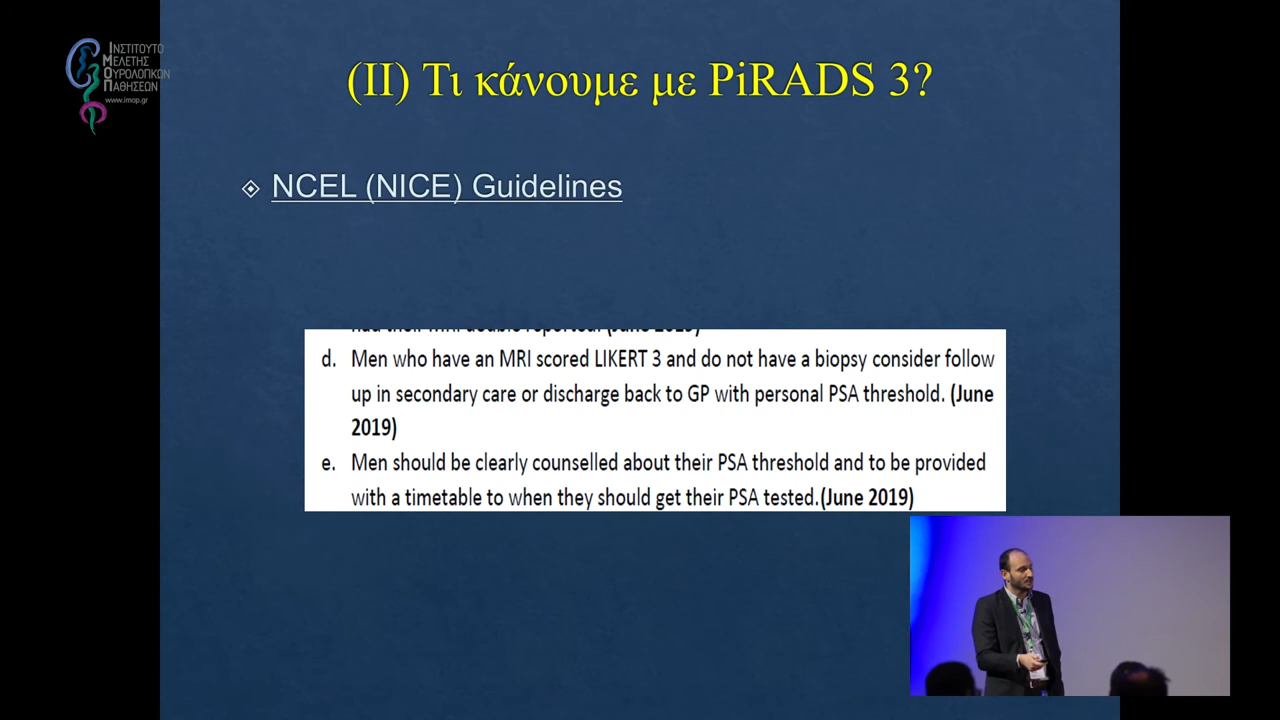 ΙΝΣΤΙΤΟΥΤΟ
ΜΕΛΕΤΗΣ
ΟΥΡΟΛΟΓΙΚΩΝ
ΠΑΘΗΣΕΩΝ
www.imop.gr
(II) Τι κάνουμε με PiRADS 3?
NCEL (NICE) Guidelines
d. Men who have an MRI scored LIKERT 3 and do not have a biopsy consider follow
up in secondary care or discharge back to GP with personal PSA threshold. (June
2019)
e. Men should be clearly counselled about their PSA threshold and to be provided
with a timetable to when they should get their PSA tested.(June 2019)